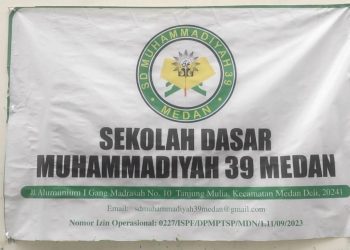 SD MUHAMMADIYAH 39
MEDAN
SEKOLAH DASAR
MUHAMMADIYAH 39 MEDAN
Jl Alumunium I Gang Madrasah No. 10 Tanjung Mulia, Kecamatan Medan Deli, 20241
Email: sdmuhammadiyah39medan@gmail.com
Nomor Izin Operasional: 0227/ISPF/DPMPTSP/MDN/1.11/09/2023